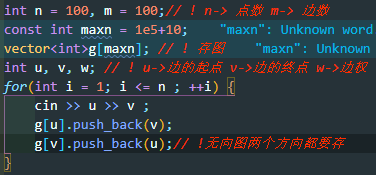 int n = 100, m = 100;// ! n-> 点数 m-> 边数
const int maxn = 1e5+10; "maxn": Unknown word
vector<int>g[maxn]; // ! 存图 "maxn": Unknown
int u, v, w; // ! u->边的起点 v->边的终点 w->边权
for(int i = 1; i <= n ; ++i) {
cin >> u >> v ;
g[u].push_back(v);
g[v].push_back(u);// !无向图两个方向都要存
}